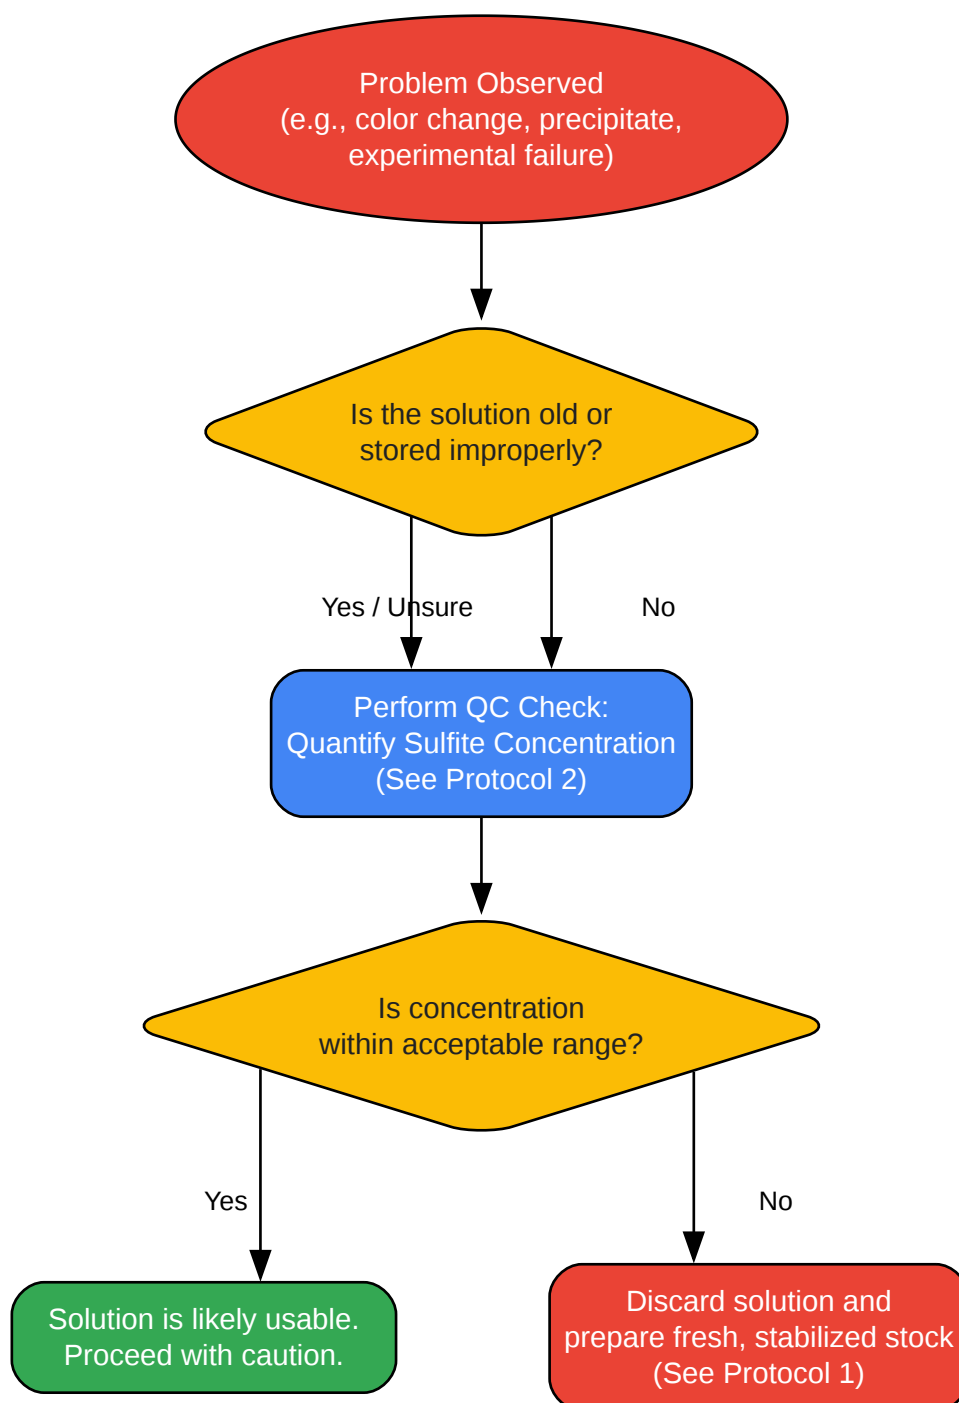 Problem Observed
(e.g., color change, precipitate,
experimental failure)
Is the solution old or
stored improperly?
Yes / Unsure
No
Perform QC Check:
Quantify Sulfite Concentration
(See Protocol 2)
Is concentration
within acceptable range?
Yes
No
Solution is likely usable.
Proceed with caution.
Discard solution and
prepare fresh, stabilized stock
(See Protocol 1)